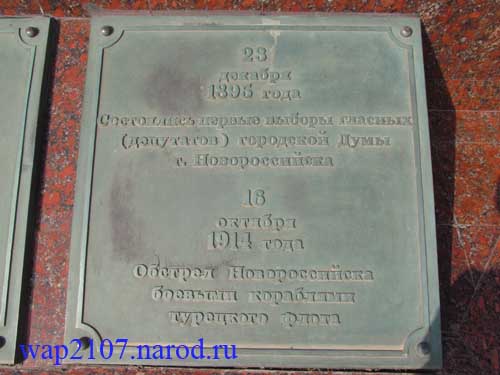 23
декабря
1895 года
Состоялись первые выборы гласных
(депутатов) городской Думы
г. Новороссийска
16
октября
1914 года
Обстрел Новороссийска
боевыми кораблями
турецкого флота
wap2107.narod.ru